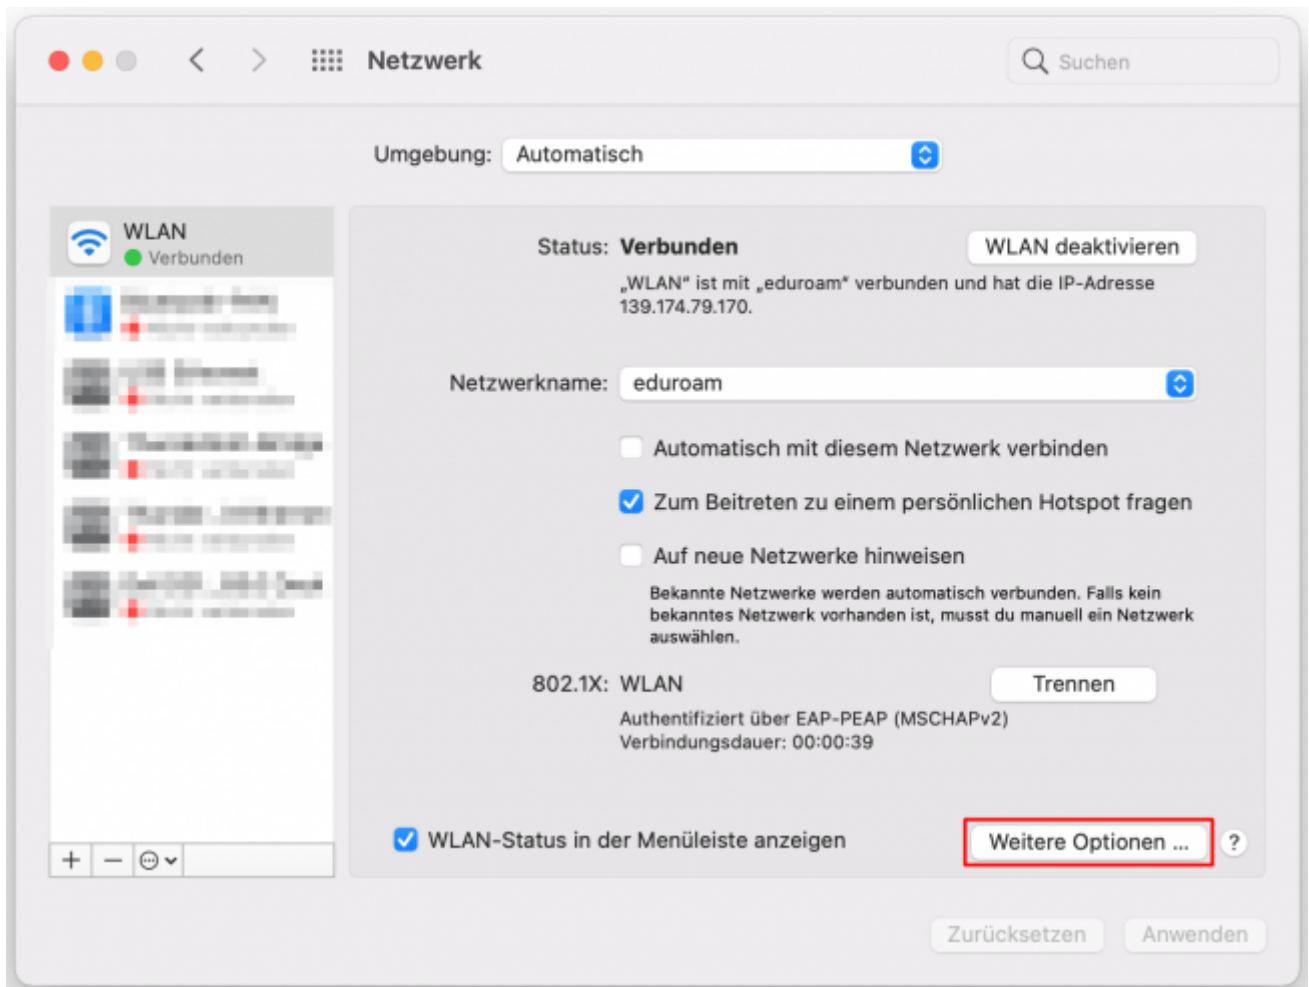 Netzwerk
Suchen
Umgebung: Automatisch
WLAN
Verbunden
Status: Verbunden
WLAN deaktivieren
„WLAN“ ist mit „eduroam“ verbunden und hat die IP-Adresse
139.174.79.170.
Netzwerkname: eduroam
Automatisch mit diesem Netzwerk verbinden
Zum Beitreten zu einem persönlichen Hotspot fragen
Auf neue Netzwerke hinweisen
Bekannte Netzwerke werden automatisch verbunden. Falls kein
bekanntes Netzwerk vorhanden ist, musst du manuell ein Netzwerk
auswählen.
802.1X: WLAN
Trennen
Authentifiziert über EAP-PEAP (MSCHAPv2)
Verbindungsdauer: 00:00:39
WLAN-Status in der Menüleiste anzeigen
Weitere Optionen ...
?
Zurücksetzen
Anwenden